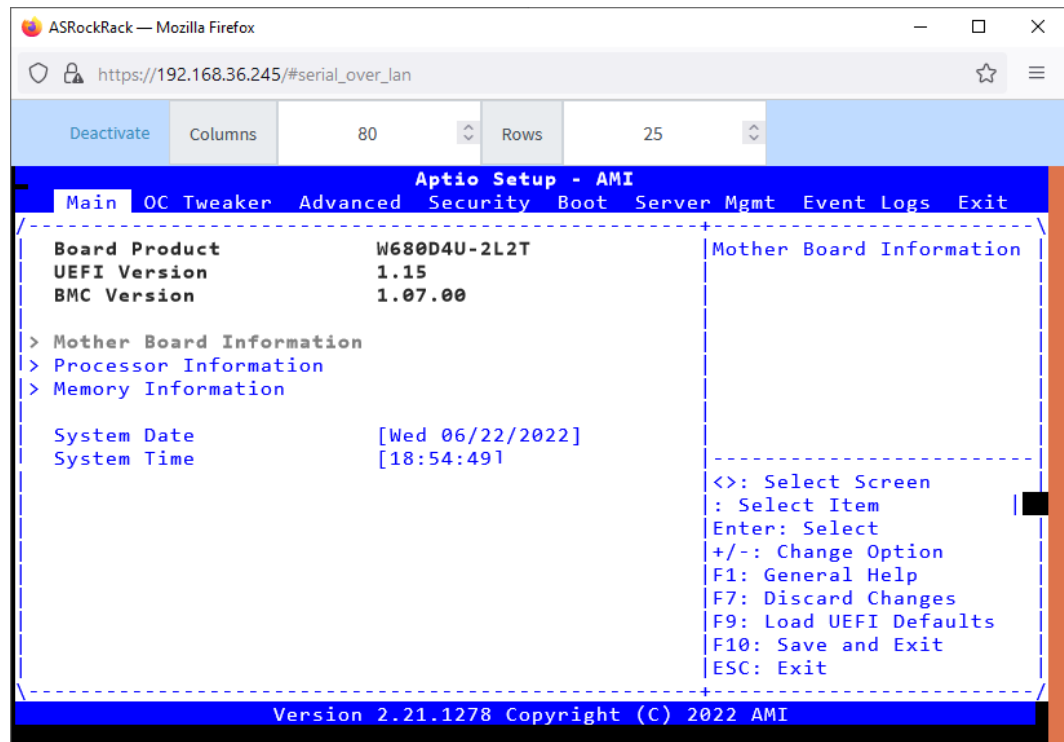 ASRockRack — Mozilla Firefox
https://192.168.36.245/#serial_over_lan
Deactivate Columns 80 Rows 25
Aptio Setup - AMI
Main OC Tweaker Advanced Security Boot Server Mgmt Event Logs Exit
Board Product W680D4U-2L2T
UEFI Version 1.15
BMC Version 1.07.00
> Mother Board Information
> Processor Information
> Memory Information
System Date [Wed 06/22/2022]
System Time [18:54:49]
Mother Board Information
<>: Select Screen
: Select Item
Enter: Select
+/-: Change Option
F1: General Help
F7: Discard Changes
F9: Load UEFI Defaults
F10: Save and Exit
ESC: Exit
Version 2.21.1278 Copyright (C) 2022 AMI